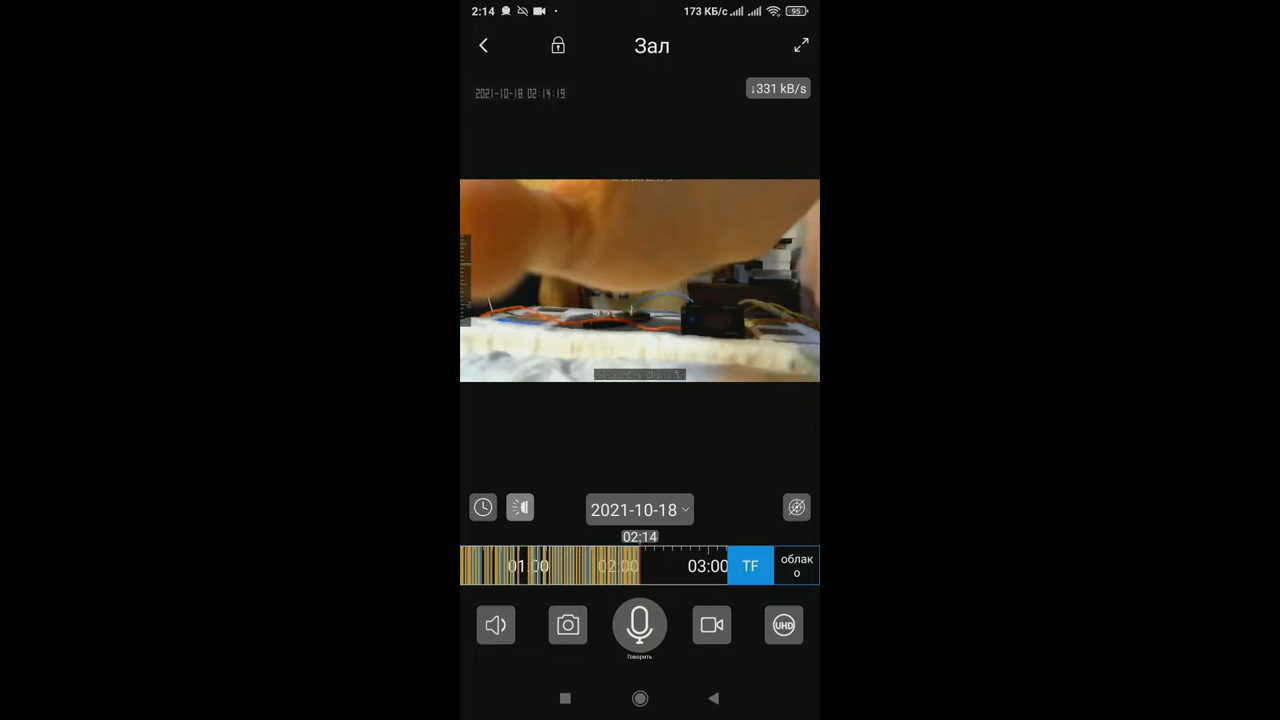 2:14
173 КБ/с
95
Зал
2021-10-18 02:14:19
↓331 kB/s
2021-10-18
02:14
01:00
02:00
03:00
TF
облак
о
UHD
Говорить